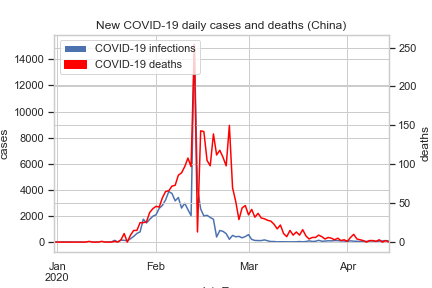 New COVID-19 daily cases and deaths (China)
COVID-19 infections
COVID-19 deaths
14000
12000
10000
8000
6000
4000
2000
0
cases
250
200
150
100
50
0
deaths
Jan
2020
Feb
Mar
Apr